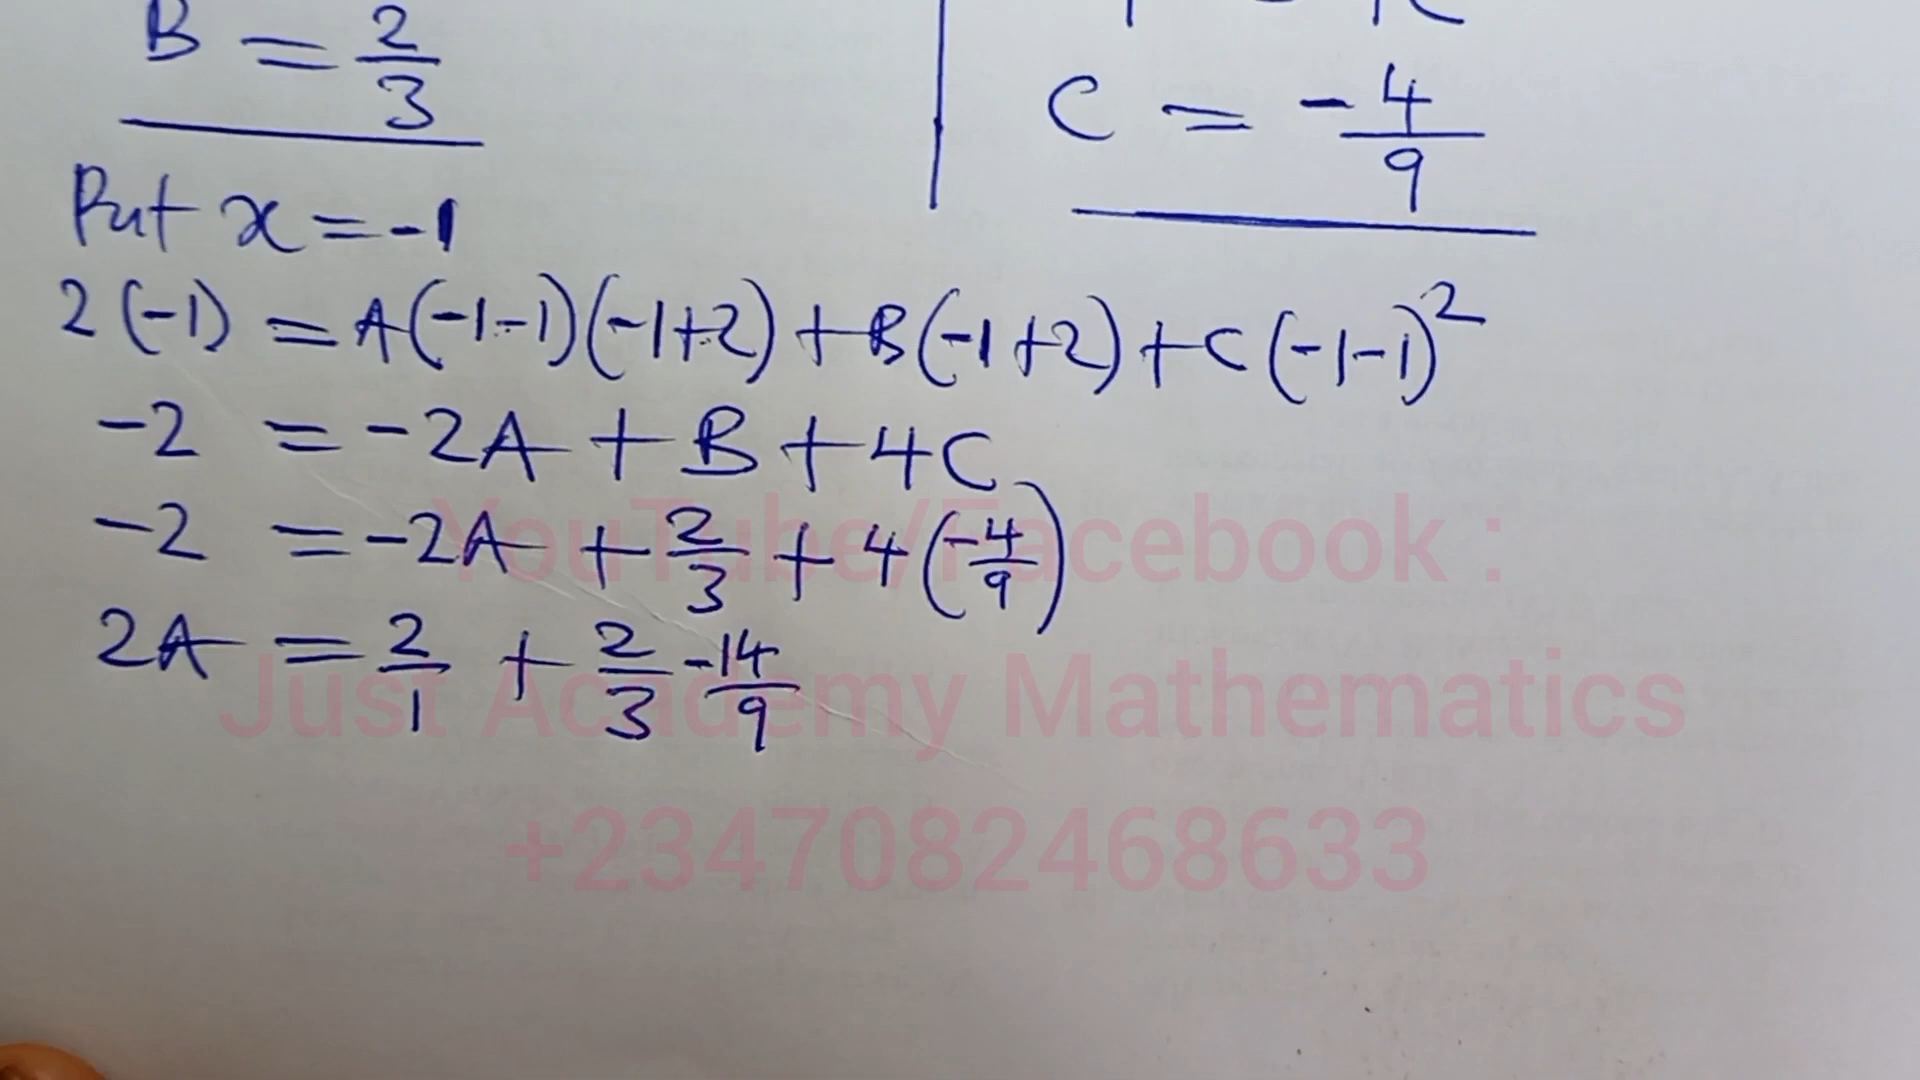 B = 2/3
C = -4/9
Put x = -1
2(-1) = A(-1-1)(-1+2) + B(-1+2) + C(-1-1)²
-2 = -2A + B + 4C
-2 = -2A + 2/3 + 4(-4/9)
2A = 2/1 + 2/3 -14/9
YouTube/Facebook :
Just Academy Mathematics
+2347082468633